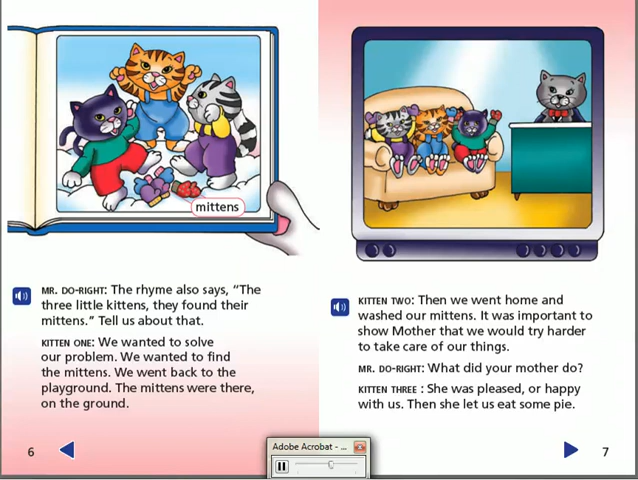 mittens
MR. DO-RIGHT: The rhyme also says, “The
three little kittens, they found their
mittens.” Tell us about that.
KITTEN ONE: We wanted to solve
our problem. We wanted to find
the mittens. We went back to the
playground. The mittens were there,
on the ground.
6
KITTEN TWO: Then we went home and
washed our mittens. It was important to
show Mother that we would try harder
to take care of our things.
MR. DO-RIGHT: What did your mother do?
KITTEN THREE : She was pleased, or happy
with us. Then she let us eat some pie.
7
Adobe Acrobat - ...